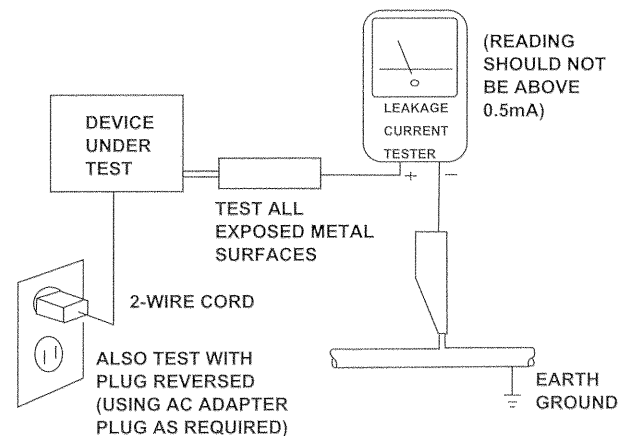 (READING
SHOULD NOT
BE ABOVE
0.5mA)
LEAKAGE
CURRENT
TESTER
+ −
DEVICE
UNDER
TEST
TEST ALL
EXPOSED METAL
SURFACES
2-WIRE CORD
ALSO TEST WITH
PLUG REVERSED
(USING AC ADAPTER
PLUG AS REQUIRED)
EARTH
GROUND